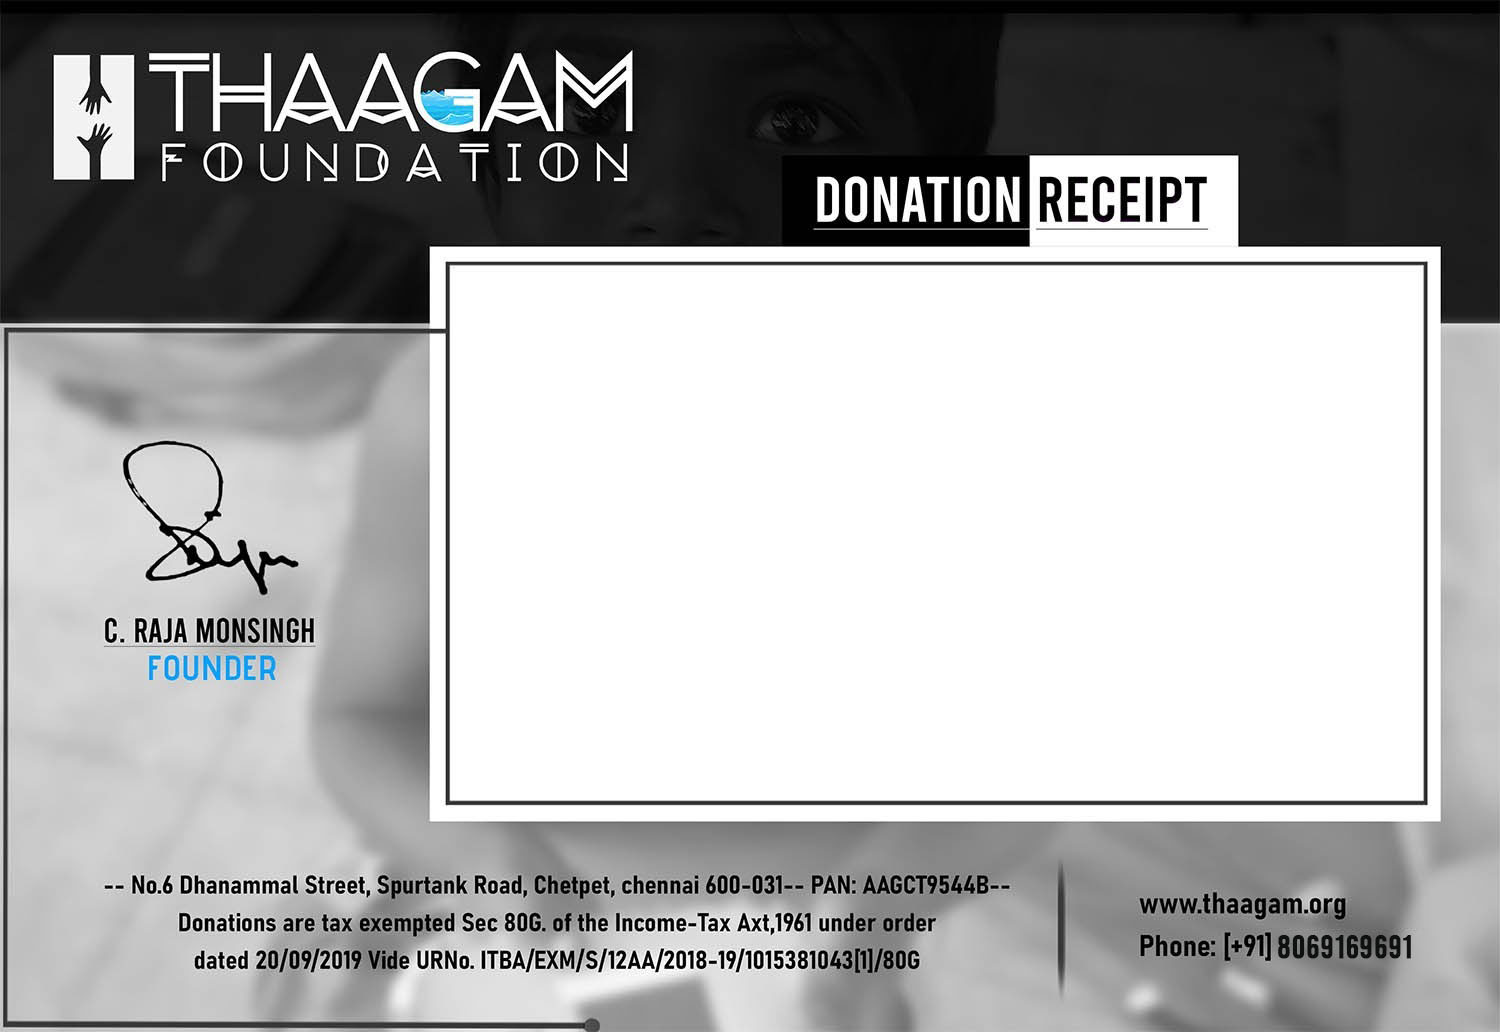 THAAGAM
FOUNDATION
DONATION RECEIPT
C. RAJA MONSINGH
FOUNDER
-- No.6 Dhanammal Street, Spurtank Road, Chetpet, chennai 600-031-- PAN: AAGCT9544B--
Donations are tax exempted Sec 80G. of the Income-Tax Axt,1961 under order
dated 20/09/2019 Vide URNo. ITBA/EXM/S/12AA/2018-19/1015381043[1]/80G
www.thaagam.org
Phone: [+91] 8069169691